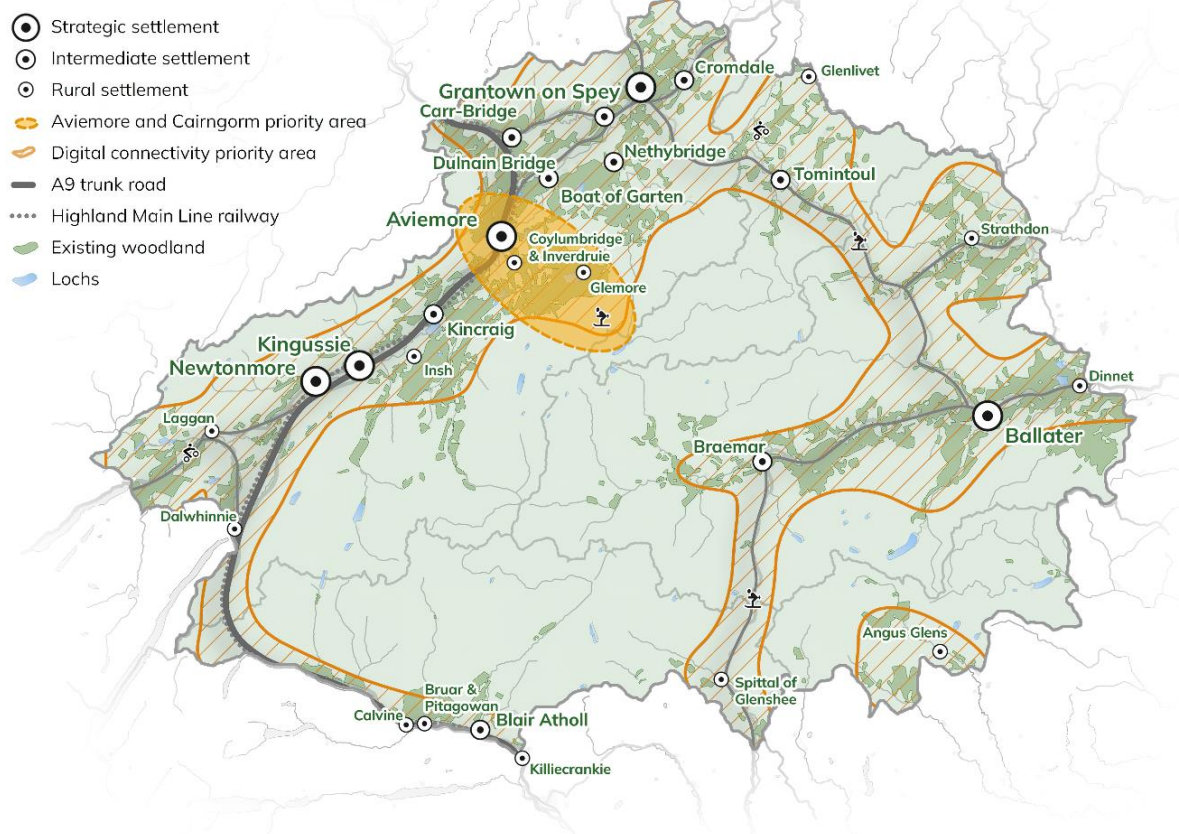 Strategic settlement
Intermediate settlement
Rural settlement
Aviemore and Cairngorm priority area
Digital connectivity priority area
A9 trunk road
Highland Main Line railway
Existing woodland
Lochs
Cromdale
Glenlivet
Grantown on Spey
Carr-Bridge
Nethybridge
Dulnain Bridge
Tomintoul
Boat of Garten
Aviemore
Strathdon
Coylumbridge
& Inverdruie
Glemore
Kincraig
Kingussie
Newtonmore
Insh
Dinnet
Laggan
Ballater
Braemar
Dalwhinnie
Angus Glens
Spittal of
Glenshee
Bruar &
Pitagowan
Calvine
Blair Atholl
Killiecrankie